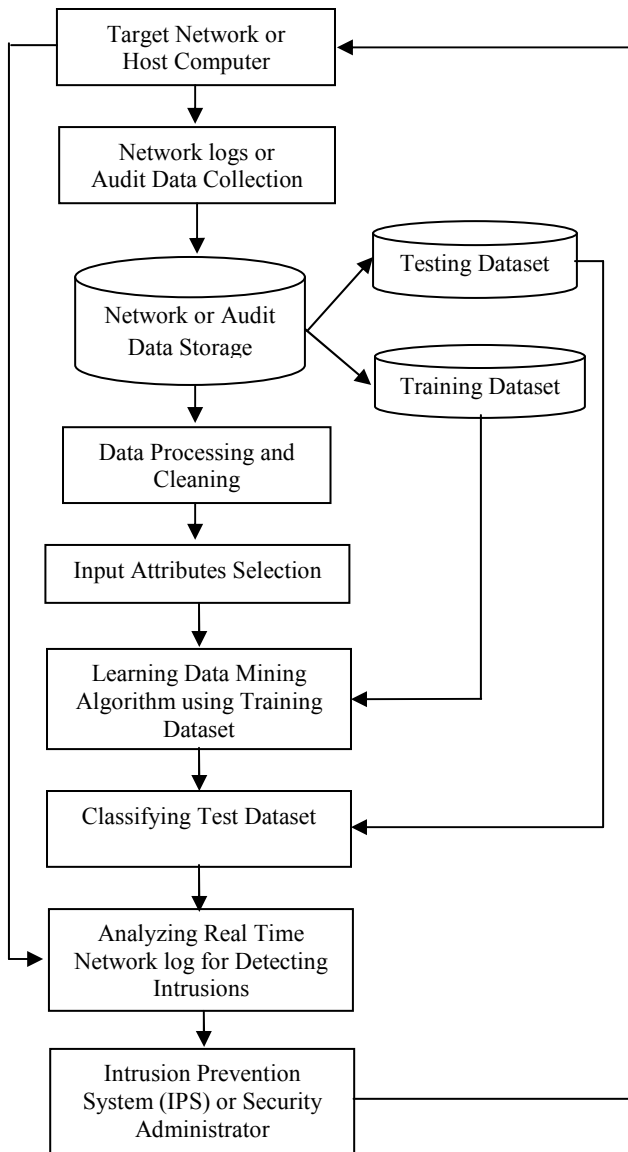 Target Network or
Host Computer
Network logs or
Audit Data Collection
Testing Dataset
Network or Audit
Data Storage
Training Dataset
Data Processing and
Cleaning
Input Attributes Selection
Learning Data Mining
Algorithm using Training
Dataset
Classifying Test Dataset
Analyzing Real Time
Network log for Detecting
Intrusions
Intrusion Prevention
System (IPS) or Security
Administrator